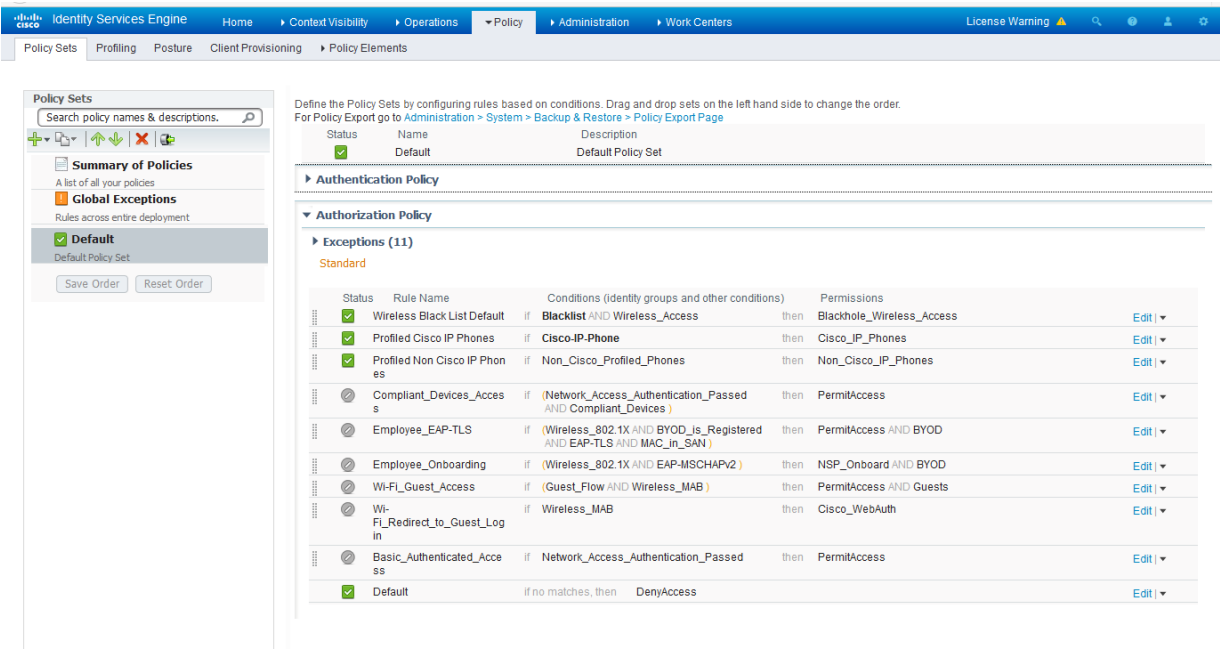 cisco Identity Services Engine Home Context Visibility Operations Policy Administration Work Centers License Warning
Policy Sets Profiling Posture Client Provisioning Policy Elements
Policy Sets
Search policy names & descriptions.
Summary of Policies
A list of all your policies
Global Exceptions
Rules across entire deployment
Default
Default Policy Set
Save Order Reset Order
Define the Policy Sets by configuring rules based on conditions. Drag and drop sets on the left hand side to change the order.
For Policy Export go to Administration > System > Backup & Restore > Policy Export Page
Status Name Description
Default Default Policy Set
Authentication Policy
Authorization Policy
Exceptions (11)
Standard
Status Rule Name Conditions (identity groups and other conditions) Permissions
Wireless Black List Default if Blacklist AND Wireless_Access then Blackhole_Wireless_Access Edit |
Profiled Cisco IP Phones if Cisco-IP-Phone then Cisco_IP_Phones Edit |
Profiled Non Cisco IP Phon if Non_Cisco_Profiled_Phones then Non_Cisco_IP_Phones Edit |
es
Compliant_Devices_Acces if (Network_Access_Authentication_Passed then PermitAccess Edit |
s AND Compliant_Devices )
Employee_EAP-TLS if (Wireless_802.1X AND BYOD_is_Registered then PermitAccess AND BYOD Edit |
AND EAP-TLS AND MAC_in_SAN )
Employee_Onboarding if (Wireless_802.1X AND EAP-MSCHAPv2 ) then NSP_Onboard AND BYOD Edit |
Wi-Fi_Guest_Access if (Guest_Flow AND Wireless_MAB ) then PermitAccess AND Guests Edit |
Wi- if Wireless_MAB then Cisco_WebAuth Edit |
Fi_Redirect_to_Guest_Log
in
Basic_Authenticated_Acce if Network_Access_Authentication_Passed then PermitAccess Edit |
ss
Default if no matches, then DenyAccess Edit |